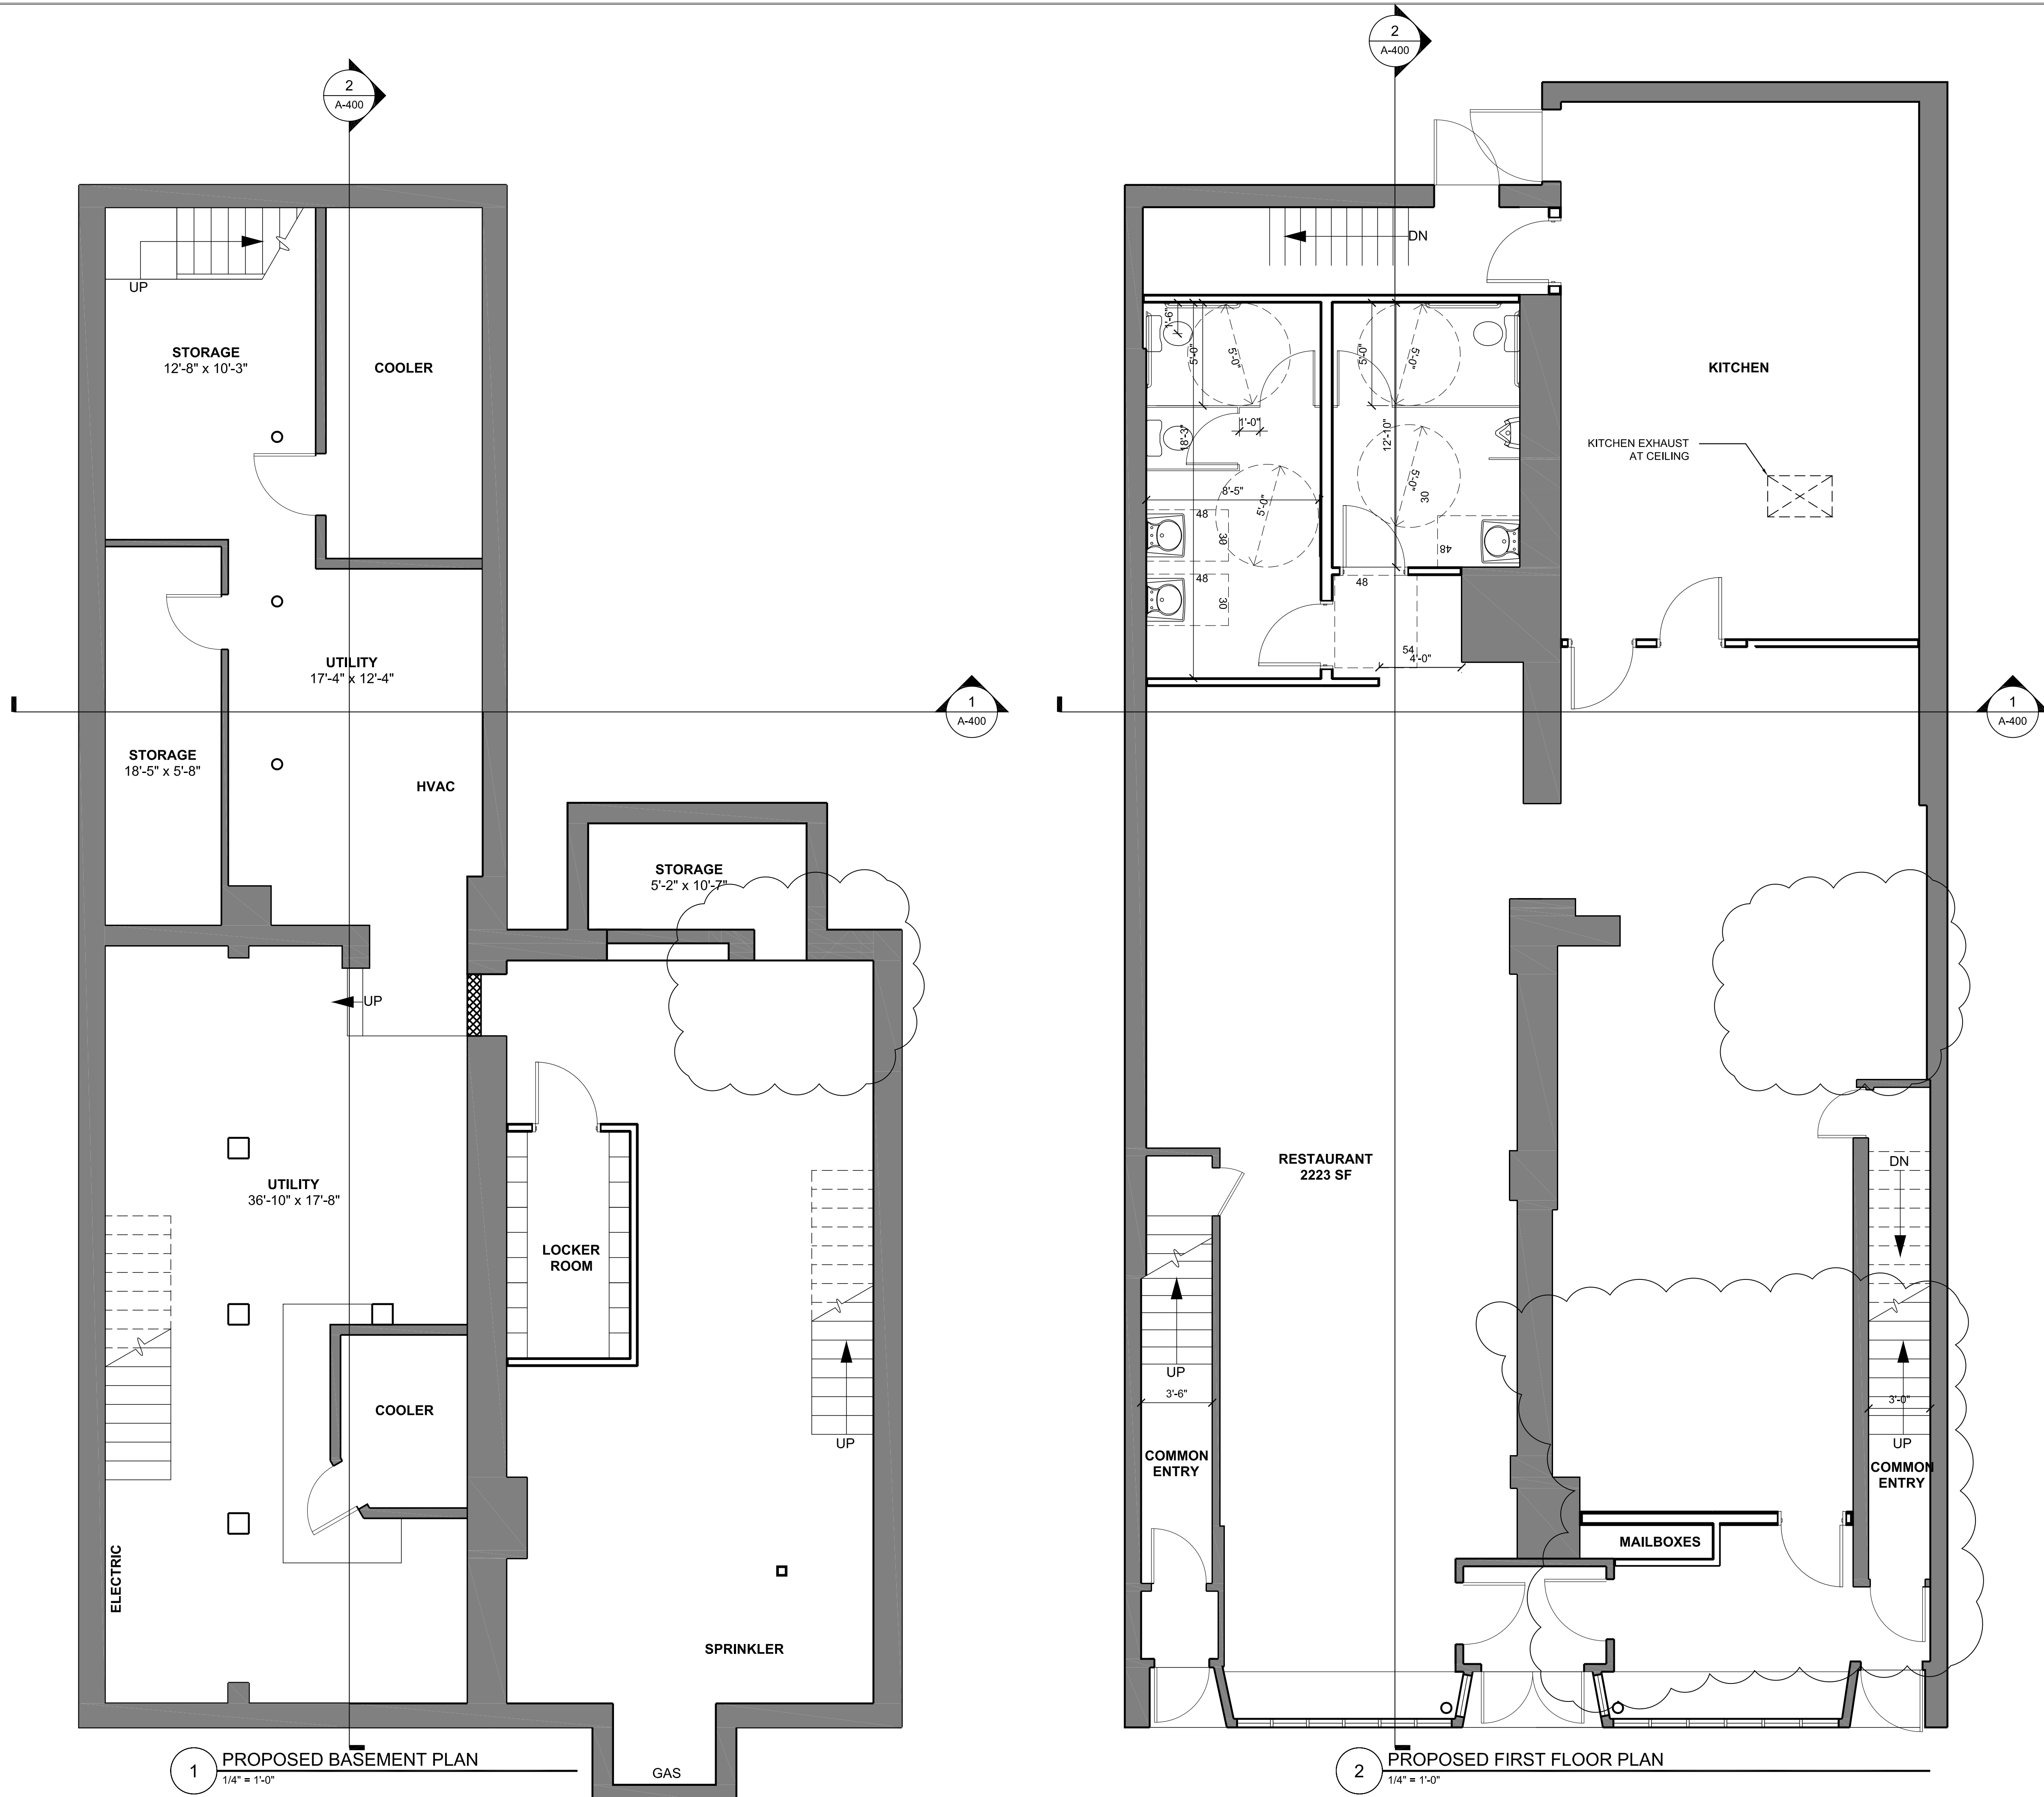 2
A-400
UP
STORAGE
12'-8" x 10'-3"
COOLER
UTILITY
17'-4" x 12'-4"
1
A-400
STORAGE
18'-5" x 5'-8"
HVAC
STORAGE
5'-2" x 10'-7"
UP
UTILITY
36'-10" x 17'-8"
LOCKER
ROOM
COOLER
UP
ELECTRIC
SPRINKLER
GAS
1
PROPOSED BASEMENT PLAN
1/4" = 1'-0"
2
A-400
DN
1'-6"
5'-0"
5'-0"
5'-0"
5'-0"
KITCHEN
1'-0"
18'-3"
12'-10"
KITCHEN EXHAUST
AT CEILING
8'-5"
5'-0"
5'-0"
30
48
30
48
48
30
48
54
4'-0"
1
A-400
RESTAURANT
2223 SF
DN
UP
3'-6"
3'-0"
UP
COMMON
ENTRY
COMMON
ENTRY
MAILBOXES
2
PROPOSED FIRST FLOOR PLAN
1/4" = 1'-0"